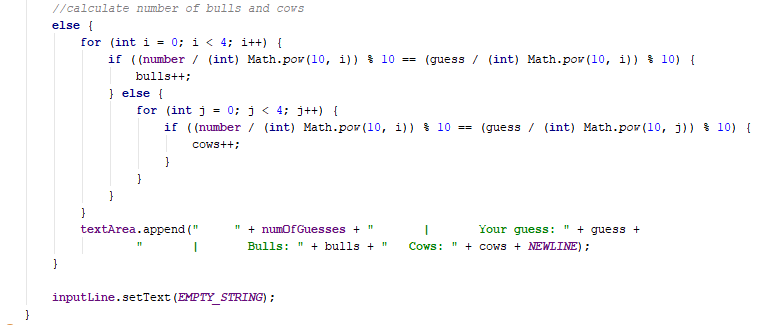 //calculate number of bulls and cows
else {
for (int i = 0; i < 4; i++) {
if ((number / (int) Math.pow(10, i)) % 10 == (guess / (int) Math.pow(10, i)) % 10) {
bulls++;
} else {
for (int j = 0; j < 4; j++) {
if ((number / (int) Math.pow(10, i)) % 10 == (guess / (int) Math.pow(10, j)) % 10) {
cows++;
}
}
}
}
textArea.append("     " + numOfGuesses + "       |       Your guess: " + guess +
"       |       Bulls: " + bulls + "   Cows: " + cows + NEWLINE);
}
inputLine.setText(EMPTY_STRING);
}